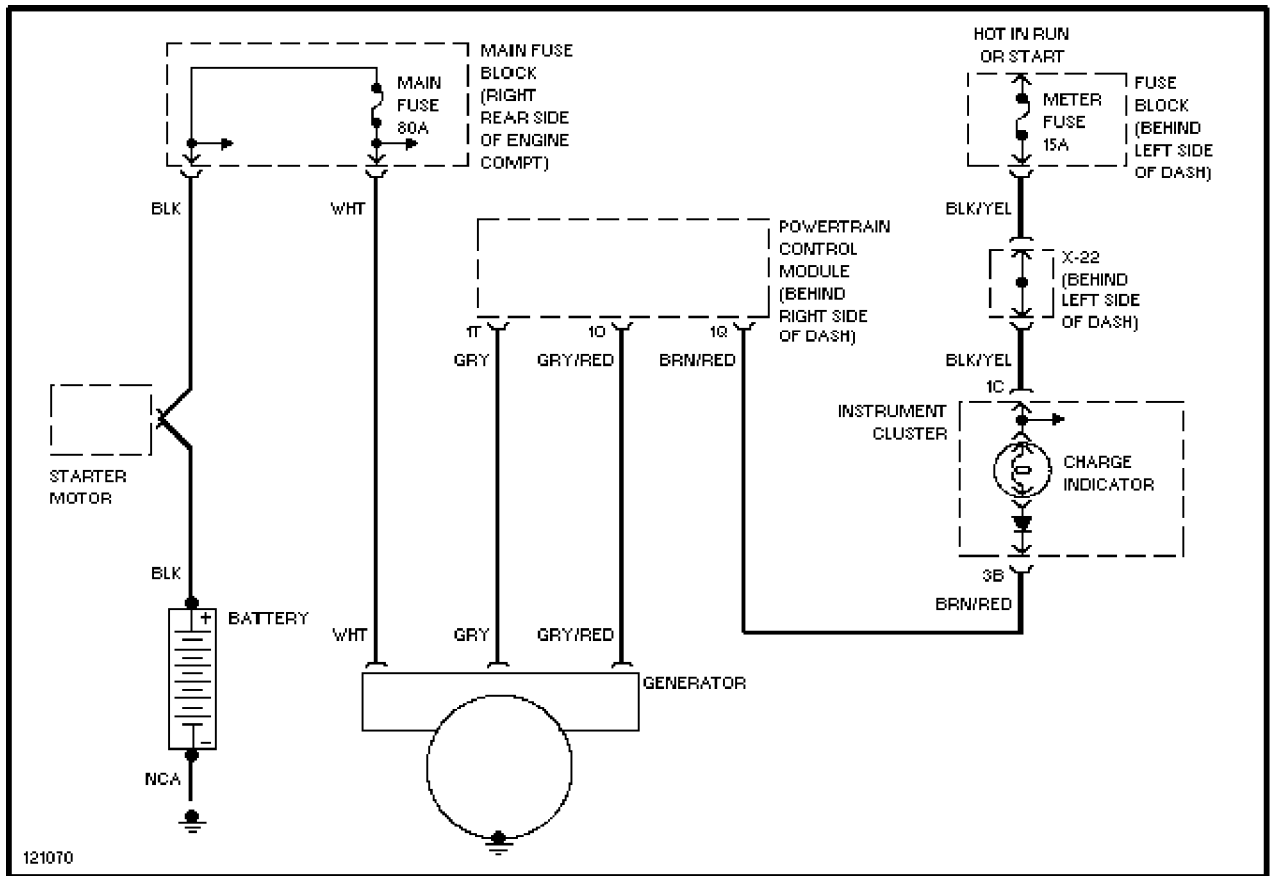 MAIN FUSE
BLOCK
(RIGHT
REAR SIDE
OF ENGINE
COMPT)
MAIN
FUSE
80A
HOT IN RUN
OR START
METER
FUSE
15A
FUSE
BLOCK
(BEHIND
LEFT SIDE
OF DASH)
BLK
WHT
BLK/YEL
POWERTRAIN
CONTROL
MODULE
(BEHIND
RIGHT SIDE
OF DASH)
X-22
(BEHIND
LEFT SIDE
OF DASH)
1T
1O
1Q
GRY
GRY/RED
BRN/RED
BLK/YEL
1C
INSTRUMENT
CLUSTER
CHARGE
INDICATOR
STARTER
MOTOR
BLK
3B
BRN/RED
+
BATTERY
-
WHT
GRY
GRY/RED
GENERATOR
NCA
121070